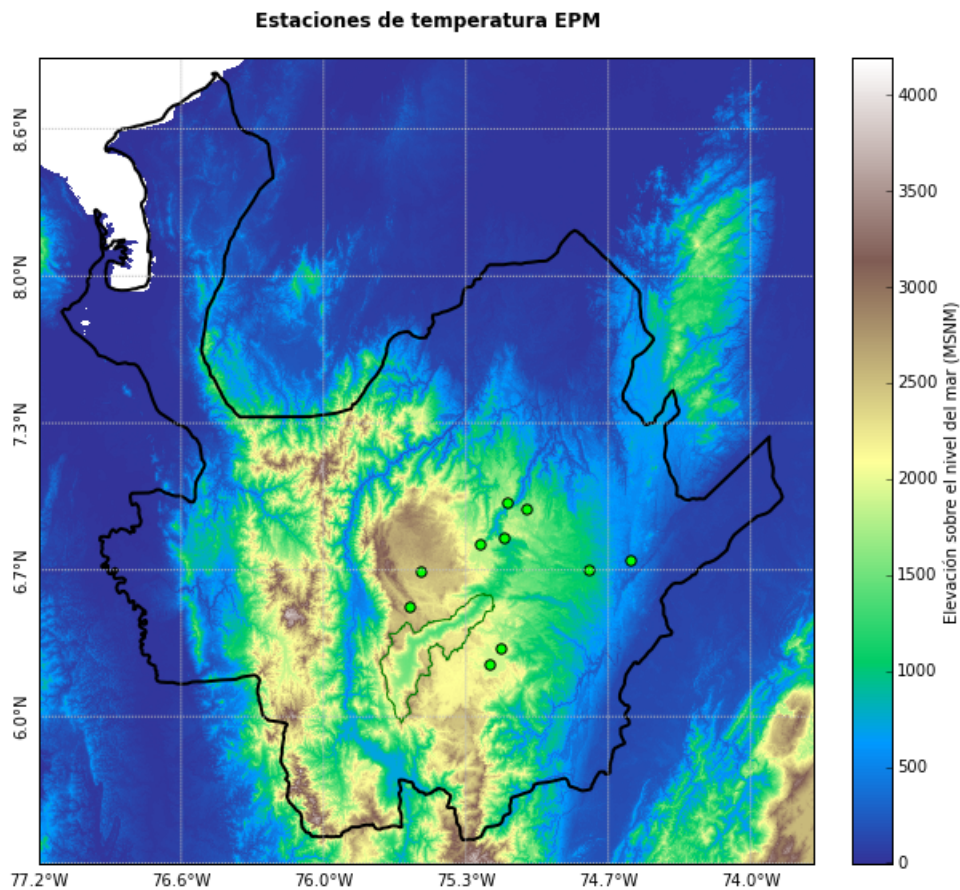 Estaciones de temperatura EPM
8.6°N
8.0°N
7.3°N
6.7°N
6.0°N
77.2°W 76.6°W 76.0°W 75.3°W 74.7°W 74.0°W
4000
3500
3000
2500
2000
1500
1000
500
0
Elevación sobre el nivel del mar (MSNM)